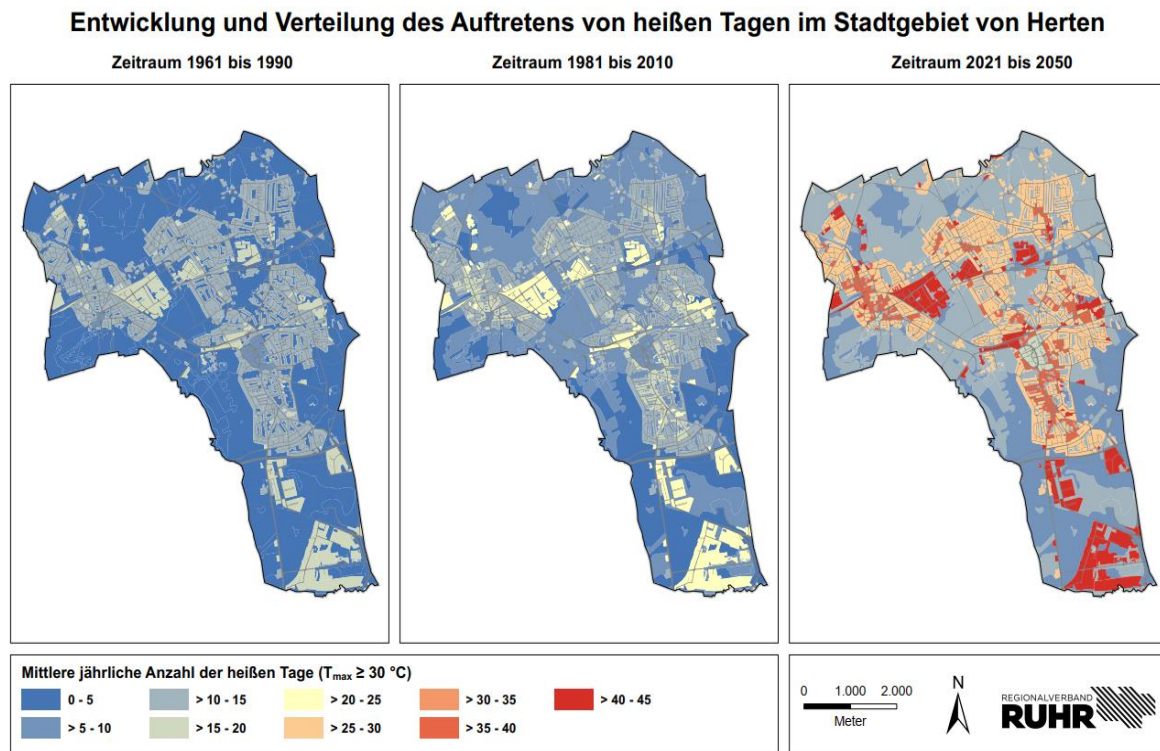 Entwicklung und Verteilung des Auftretens von heißen Tagen im Stadtgebiet von Herten
Zeitraum 1961 bis 1990
Zeitraum 1981 bis 2010
Zeitraum 2021 bis 2050
Mittlere jährliche Anzahl der heißen Tage (Tmax ≥ 30 °C)
0 - 5
> 10 - 15
> 20 - 25
> 30 - 35
> 40 - 45
> 5 - 10
> 15 - 20
> 25 - 30
> 35 - 40
0 1.000 2.000
Meter
N
REGIONALVERBAND
RUHR